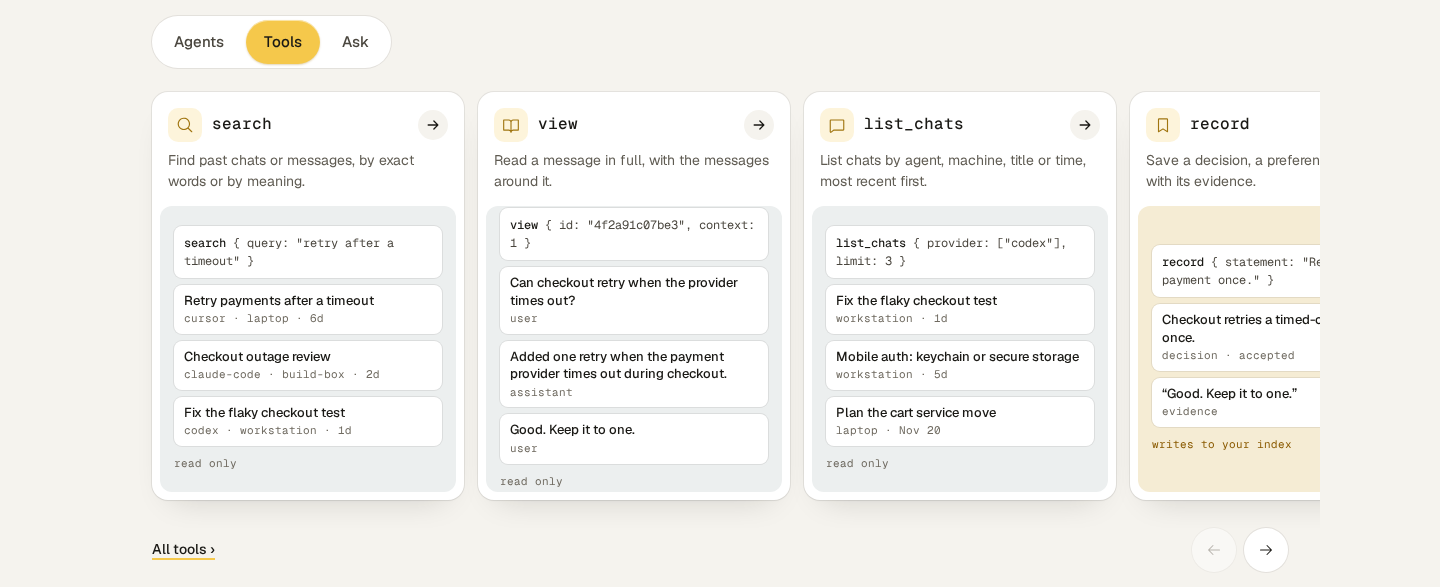 Agents
Tools
Ask
search
Find past chats or messages, by exact
words or by meaning.
search { query: "retry after a
timeout" }
Retry payments after a timeout
cursor · laptop · 6d
Checkout outage review
claude-code · build-box · 2d
Fix the flaky checkout test
codex · workstation · 1d
read only
view
Read a message in full, with the messages
around it.
view { id: "4f2a91c07be3", context:
1 }
Can checkout retry when the provider
times out?
user
Added one retry when the payment
provider times out during checkout.
assistant
Good. Keep it to one.
user
read only
list_chats
List chats by agent, machine, title or time,
most recent first.
list_chats { provider: ["codex"],
limit: 3 }
Fix the flaky checkout test
workstation · 1d
Mobile auth: keychain or secure storage
workstation · 5d
Plan the cart service move
laptop · Nov 20
read only
record
Save a decision, a preferen
with its evidence.
record { statement: "Re
payment once." }
Checkout retries a timed-o
once.
decision · accepted
“Good. Keep it to one.”
evidence
writes to your index
All tools ›